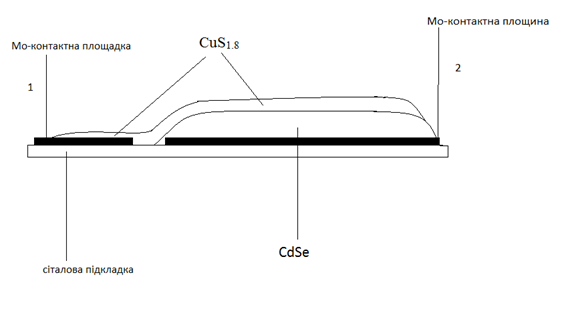 Мо-контактна площадка
CuS1.8
Мо-контактна площина
1
2
CdSe
сіталова підкладка